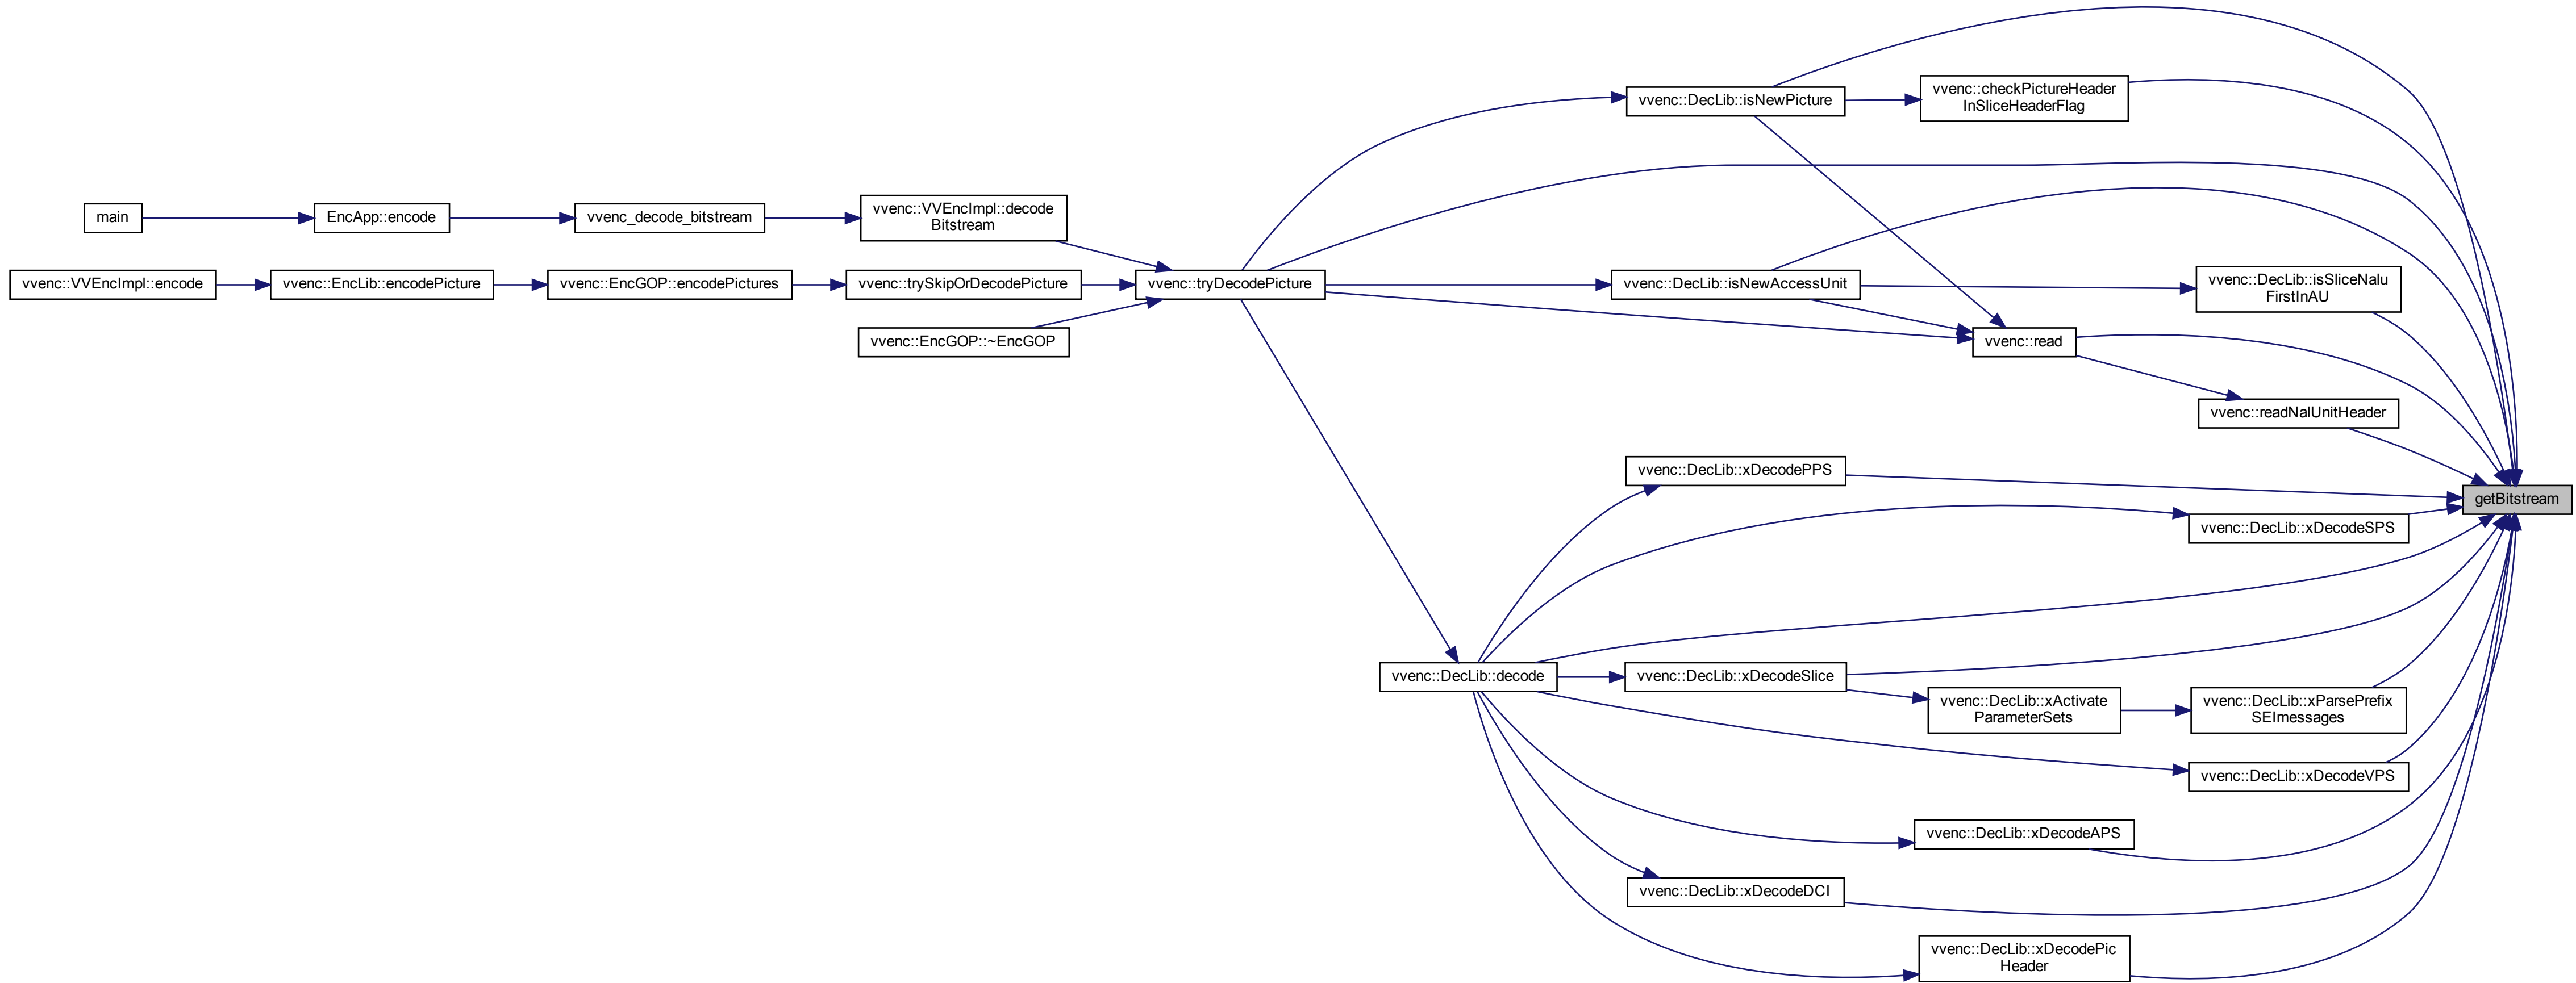 vvenc::DecLib::isNewPicture
vvenc::checkPictureHeader
InSliceHeaderFlag
main
EncApp::encode
vvenc_decode_bitstream
vvenc::VVEncImpl::decode
Bitstream
vvenc::VVEncImpl::encode
vvenc::EncLib::encodePicture
vvenc::EncGOP::encodePictures
vvenc::trySkipOrDecodePicture
vvenc::tryDecodePicture
vvenc::DecLib::isNewAccessUnit
vvenc::DecLib::isSliceNalu
FirstInAU
vvenc::EncGOP::~EncGOP
vvenc::read
vvenc::readNalUnitHeader
vvenc::DecLib::xDecodePPS
getBitstream
vvenc::DecLib::xDecodeSPS
vvenc::DecLib::decode
vvenc::DecLib::xDecodeSlice
vvenc::DecLib::xActivate
ParameterSets
vvenc::DecLib::xParsePrefix
SEImessages
vvenc::DecLib::xDecodeVPS
vvenc::DecLib::xDecodeAPS
vvenc::DecLib::xDecodeDCI
vvenc::DecLib::xDecodePic
Header